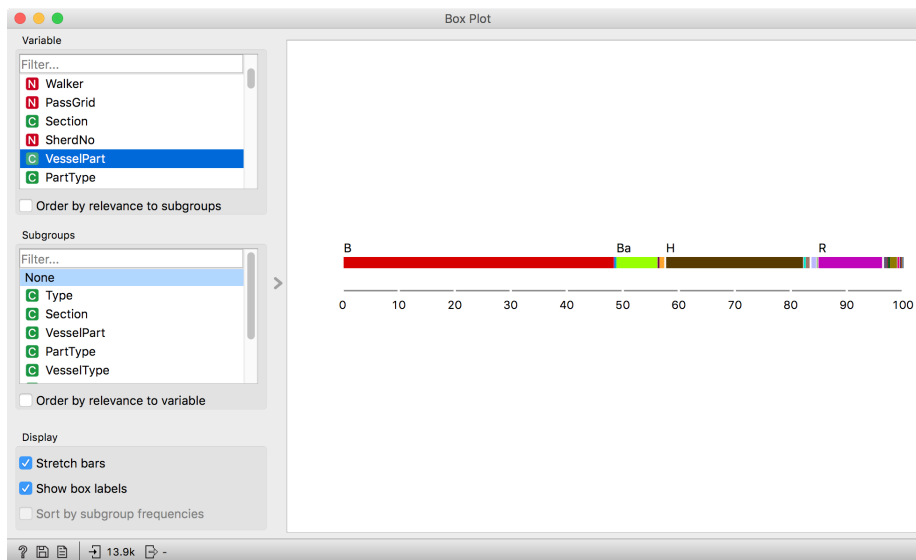 Box Plot
Variable
Filter...
N Walker
N PassGrid
C Section
N SherdNo
C VesselPart
C PartType
Order by relevance to subgroups
Subgroups
Filter...
None
C Type
C Section
C VesselPart
C PartType
C VesselType
Order by relevance to variable
Display
Stretch bars
Show box labels
Sort by subgroup frequencies
B Ba H R
0 10 20 30 40 50 60 70 80 90 100
? 13.9k -